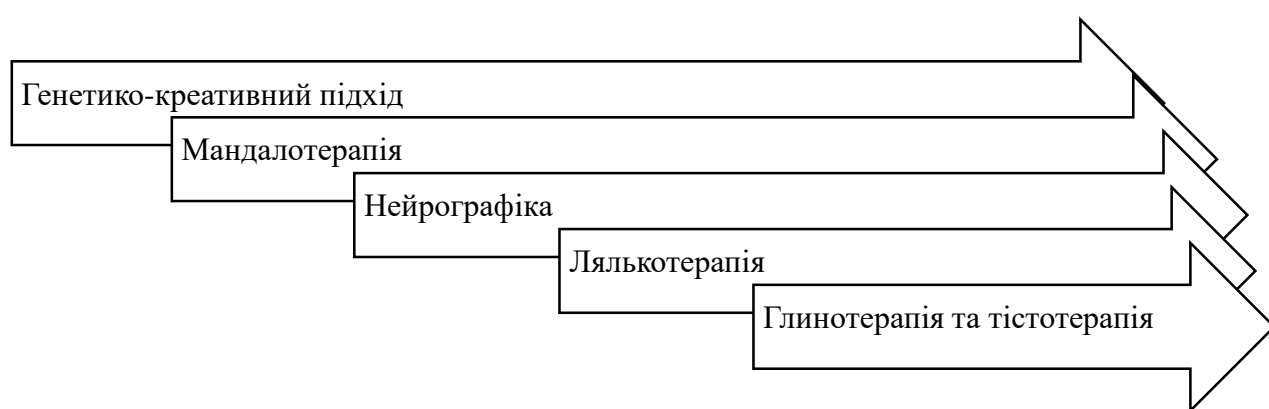 Генетико-креативний підхід
Мандалотерапія
Нейрографіка
Лялькотерапія
Глинотерапія та тістотерапія